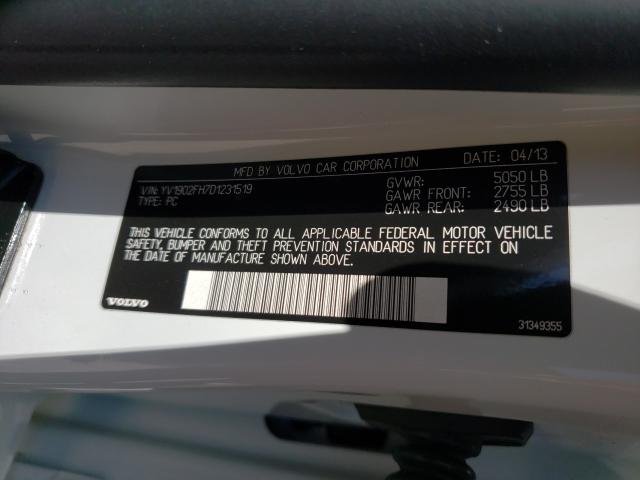 MFD BY VOLVO CAR CORPORATION DATE: 04/13
VIN: YV1902FH7D1231519 GVWR: 5050 LB
TYPE: PC GAWR FRONT: 2755 LB
GAWR REAR: 2490 LB
THIS VEHICLE CONFORMS TO ALL APPLICABLE FEDERAL MOTOR VEHICLE
SAFETY, BUMPER AND THEFT PREVENTION STANDARDS IN EFFECT ON
THE DATE OF MANUFACTURE SHOWN ABOVE.
VOLVO 31349355